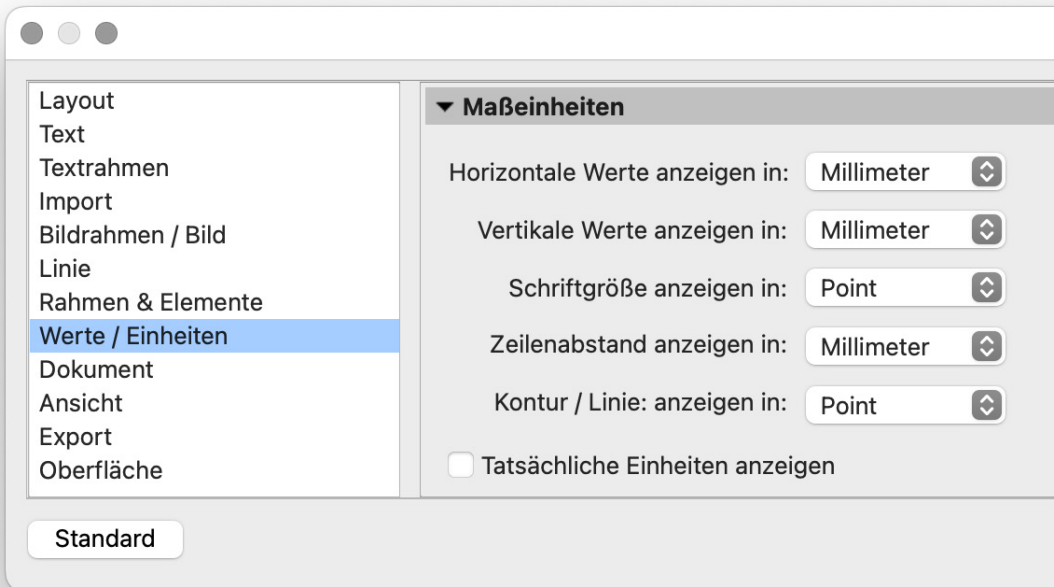 Layout
Text
Textrahmen
Import
Bildrahmen / Bild
Linie
Rahmen & Elemente
Werte / Einheiten
Dokument
Ansicht
Export
Oberfläche
Maßeinheiten
Horizontale Werte anzeigen in: Millimeter
Vertikale Werte anzeigen in: Millimeter
Schriftgröße anzeigen in: Point
Zeilenabstand anzeigen in: Millimeter
Kontur / Linie: anzeigen in: Point
Tatsächliche Einheiten anzeigen
Standard